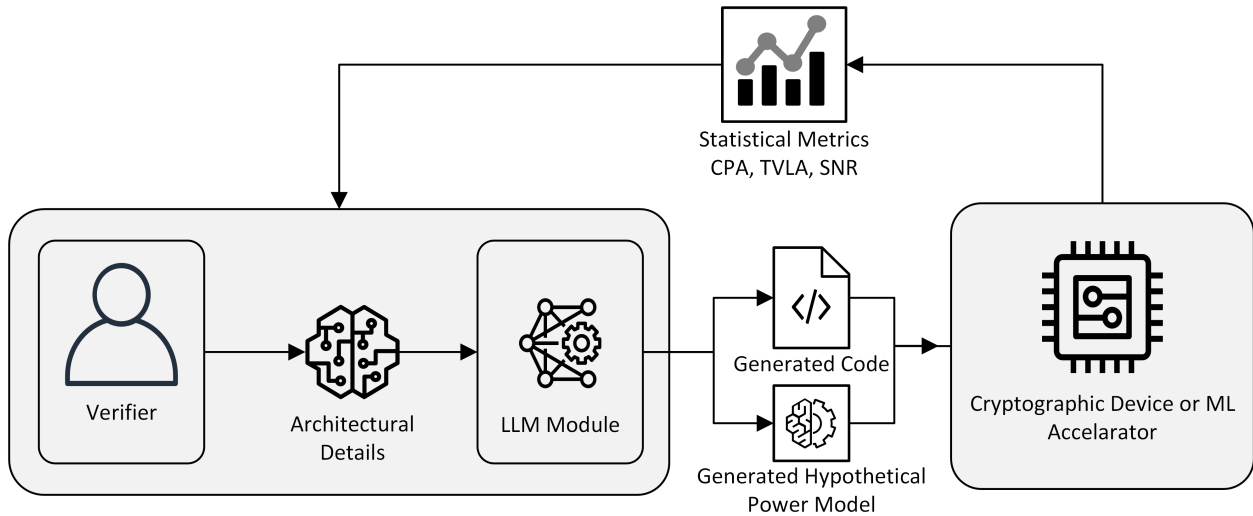 Statistical Metrics
CPA, TVLA, SNR
Verifier
Architectural
Details
LLM Module
</>
Generated Code
Generated Hypothetical
Power Model
Cryptographic Device or ML
Accelarator